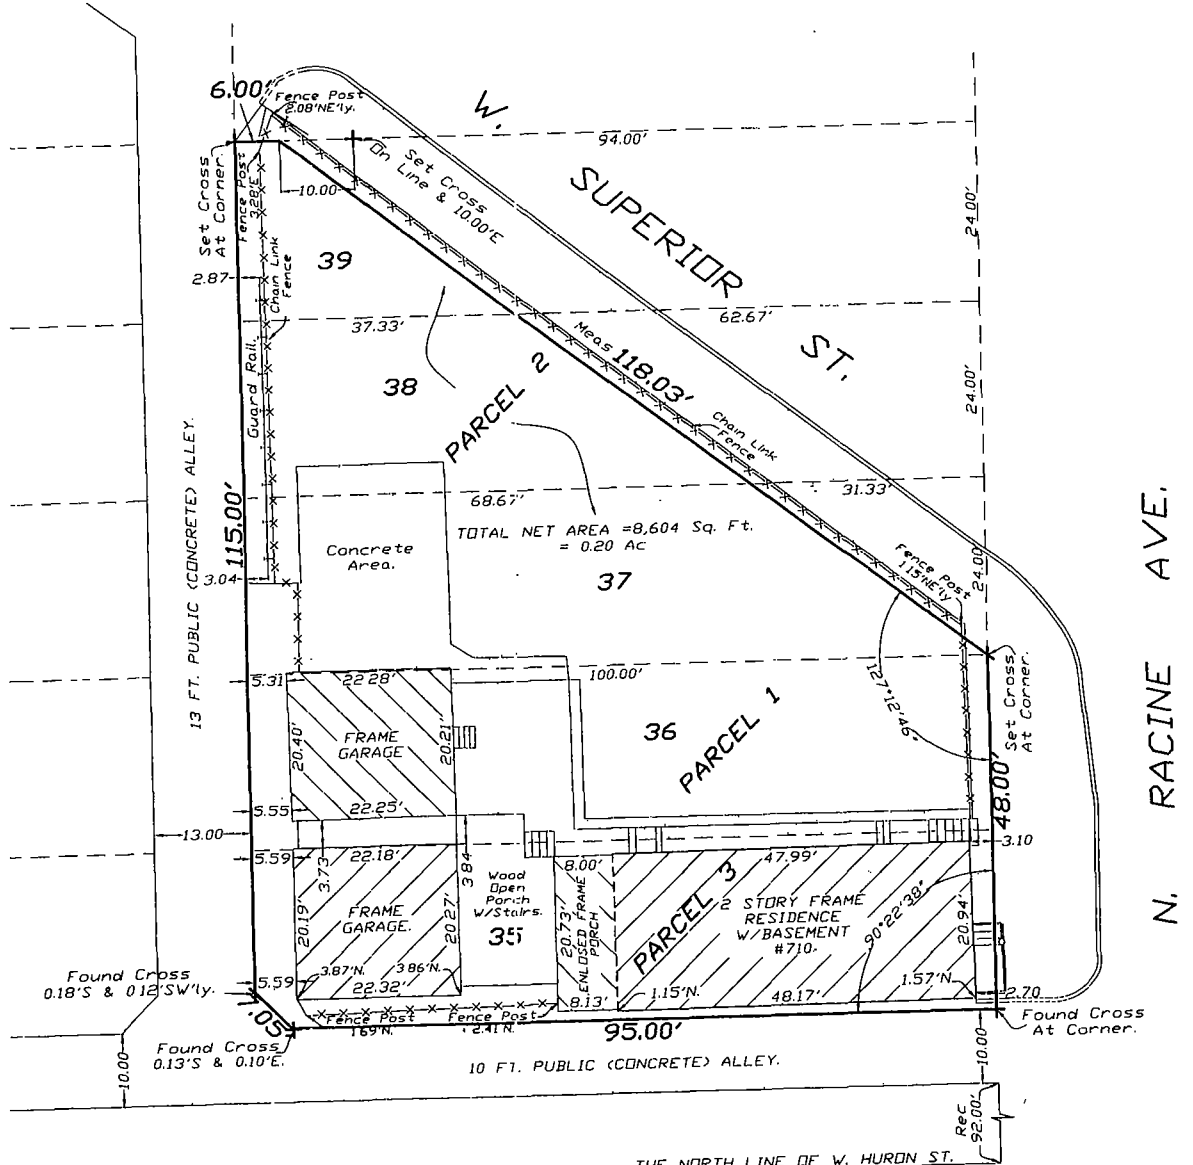 6.00'
Fence Post
2.08'NE'ly.
W. SUPERIOR ST.
94.00'
Set Cross
At Corner.
Fence Post
3.28'E
Set Cross
On Line & 10.00'E
10.00
24.00'
39
2.87
Chain Link
Fence
37.33'
62.67'
Meas 118.03'
Guard Rail.
38
PARCEL 2
24.00'
Chain Link
Fence
13 FT. PUBLIC (CONCRETE) ALLEY.
115.00'
68.67'
31.33'
TOTAL NET AREA =8,604 Sq. Ft.
= 0.20 Ac
Concrete
Area.
37
Fence Post
1.15'NE'ly
24.00'
3.04
N. RACINE AVE.
5.31
22.28'
100.00'
127°12'49"
Set Cross
At Corner.
20.40'
FRAME
GARAGE
20.21'
36
PARCEL 1
48.00'
5.55
22.25'
13.00
3.10
5.59
22.18'
3.73
3.84
8.00'
47.99'
Wood
Open
Porch
W/Stairs.
PARCEL 3
2 STORY FRAME
RESIDENCE
W/BASEMENT
#710.
90°22'38"
20.19'
FRAME
GARAGE.
20.27'
35
20.73'
ENCLOSED FRAME
PORCH
20.94'
Found Cross
0.18'S & 0.12'SW'ly.
5.59
3.87'N.
3.86'N.
22.32'
8.13'
1.15'N.
48.17'
1.57'N
2.70
Fence Post
1.69'N.
Fence Post
2.41'N.
95.00'
Found Cross
At Corner.
Found Cross
0.13'S & 0.10'E.
10.00
10 FT. PUBLIC (CONCRETE) ALLEY.
10.00
Rec
92.00'
THE NORTH LINE OF W. HURON ST.